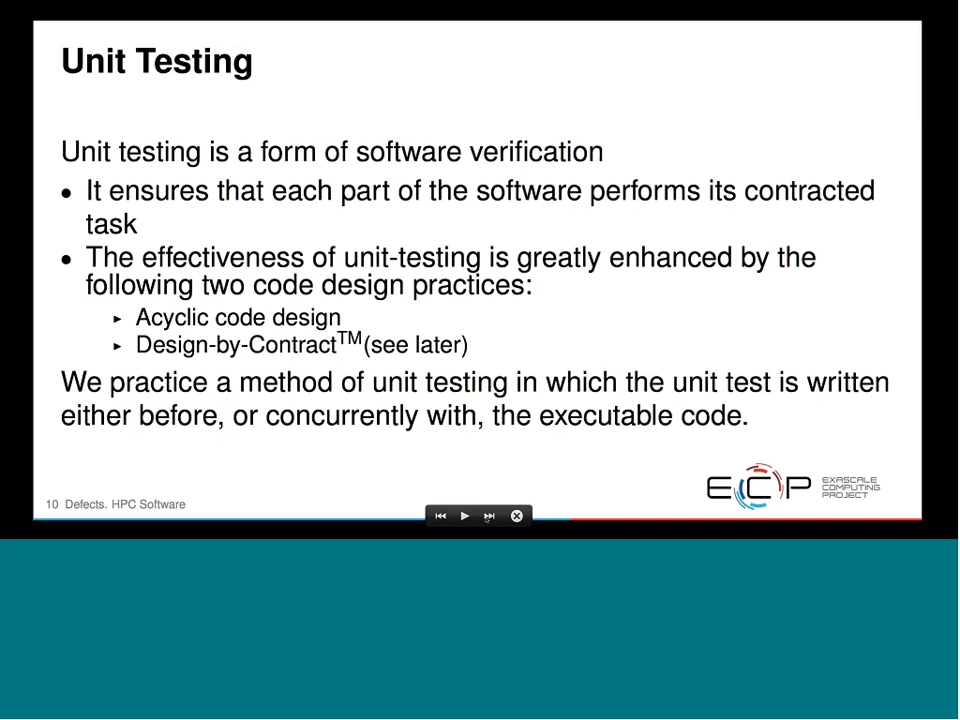 Unit Testing
Unit testing is a form of software verification
• It ensures that each part of the software performs its contracted
task
• The effectiveness of unit-testing is greatly enhanced by the
following two code design practices:
▸ Acyclic code design
▸ Design-by-Contract™(see later)
We practice a method of unit testing in which the unit test is written
either before, or concurrently with, the executable code.
10 Defects. HPC Software
ECP
EXASCALE
COMPUTING
PROJECT